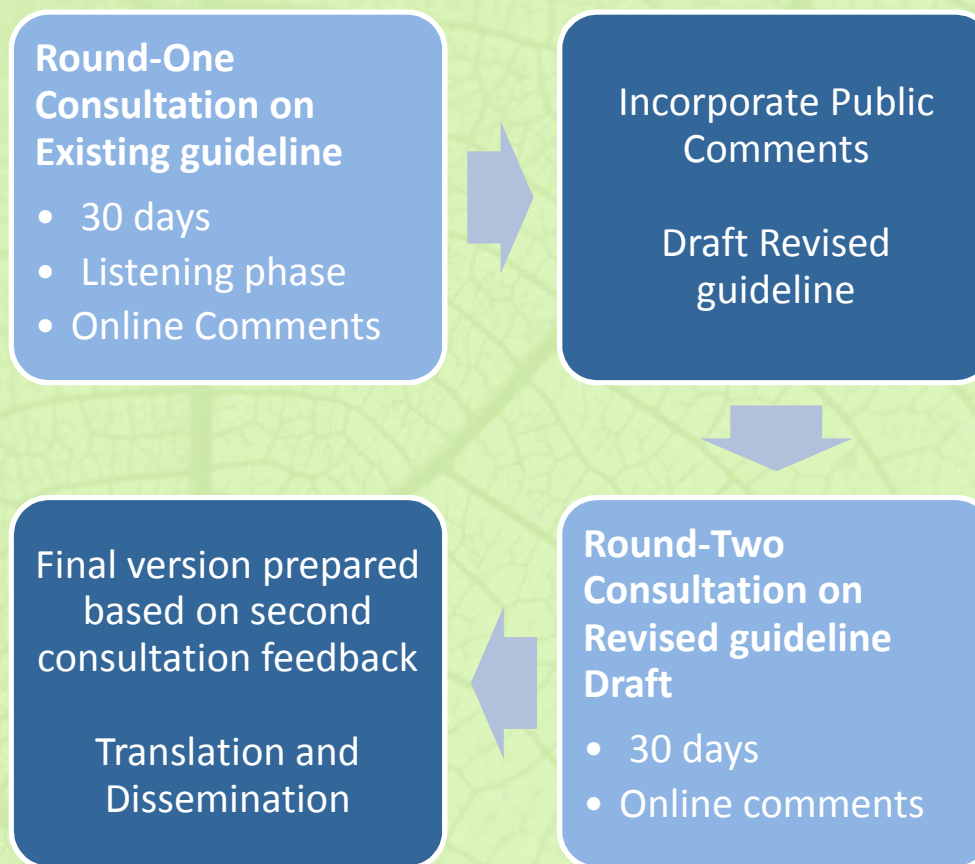 Round-One
Consultation on
Existing guideline
• 30 days
• Listening phase
• Online Comments
Incorporate Public
Comments
Draft Revised
guideline
Round-Two
Consultation on
Revised guideline
Draft
• 30 days
• Online comments
Final version prepared
based on second
consultation feedback
Translation and
Dissemination